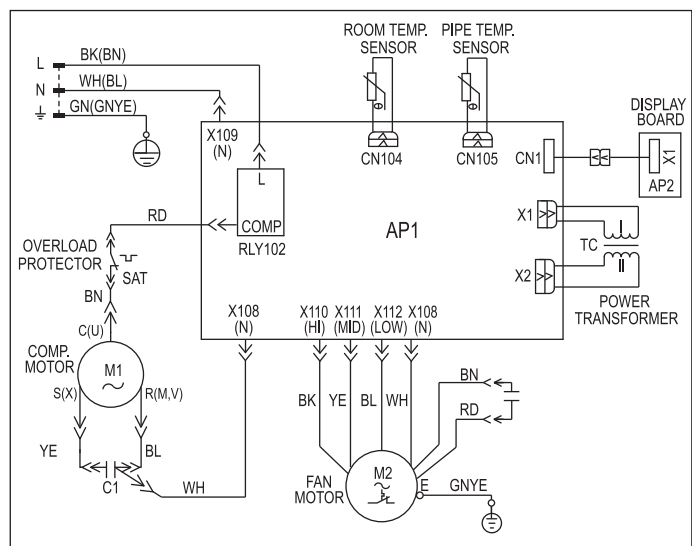 ROOM TEMP. SENSOR
PIPE TEMP. SENSOR
L
BK(BN)
N
WH(BL)
GN(GNYE)
DISPLAY BOARD
X109 (N)
CN104
CN105
CN1
X1
AP2
L
COMP
RLY102
AP1
X1
TC
X2
POWER TRANSFORMER
RD
OVERLOAD PROTECTOR
SAT
BN
C(U)
COMP. MOTOR
M1
S(X)
R(M,V)
YE
BL
C1
WH
X108 (N)
X110 (HI)
X111 (MID)
X112 (LOW)
X108 (N)
BK
YE
BL
WH
BN
RD
M2
FAN MOTOR
E
GNYE